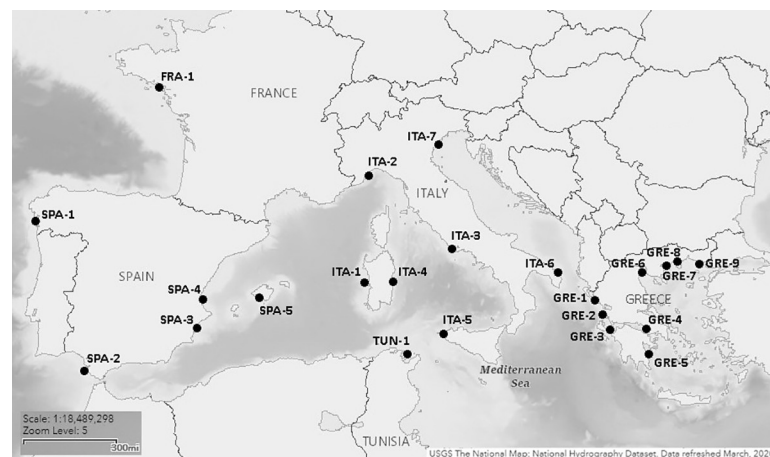 FRA-1
FRANCE
ITA-7
ITA-2
ITALY
SPA-1
ITA-3
SPAIN
ITA-1
ITA-4
ITA-6
GRE-8
GRE-6
GRE-9
GRE-7
SPA-4
SPA-5
GRE-1
GREECE
GRE-2
SPA-3
ITA-5
GRE-3
GRE-4
TUN-1
SPA-2
Mediterranean
Sea
GRE-5
Scale: 1:18,489,298
Zoom Level: 5
300mi
TUNISIA
USGS The National Map: National Hydrography Dataset. Data refreshed March,